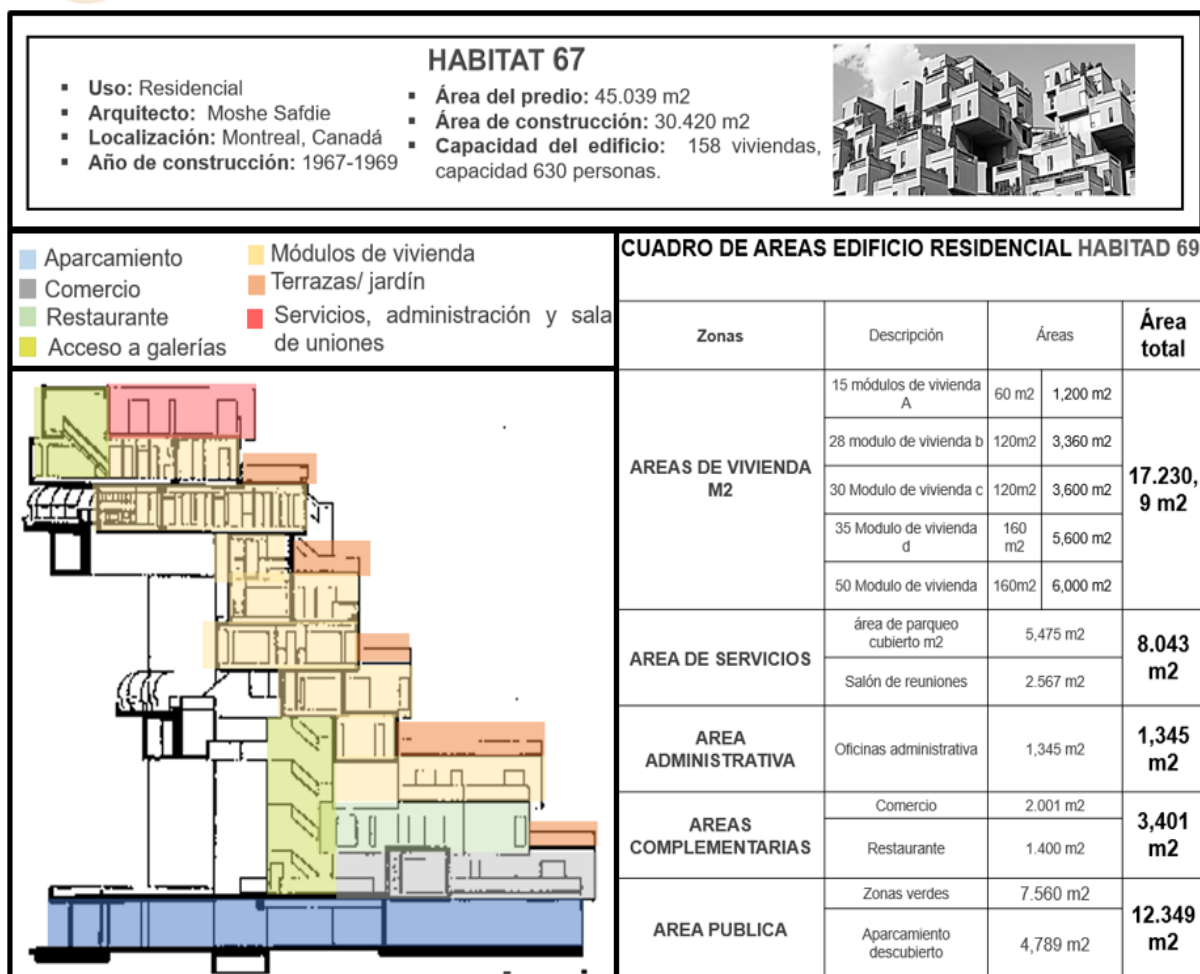 HABITAT 67
▪ Uso: Residencial
▪ Arquitecto: Moshe Safdie
▪ Localización: Montreal, Canadá
▪ Año de construcción: 1967-1969
▪ Área del predio: 45.039 m2
▪ Área de construcción: 30.420 m2
▪ Capacidad del edificio: 158 viviendas,
capacidad 630 personas.
Aparcamiento
Comercio
Restaurante
Acceso a galerías
Módulos de vivienda
Terrazas/ jardín
Servicios, administración y sala
de uniones
CUADRO DE AREAS EDIFICIO RESIDENCIAL HABITAD 69
Zonas
Descripción
Áreas
Área
total
AREAS DE VIVIENDA
M2
15 módulos de vivienda
A
60 m2
1,200 m2
28 modulo de vivienda b
120m2
3,360 m2
30 Modulo de vivienda c
120m2
3,600 m2
35 Modulo de vivienda
d
160
m2
5,600 m2
50 Modulo de vivienda
160m2
6,000 m2
17.230,
9 m2
AREA DE SERVICIOS
área de parqueo
cubierto m2
5,475 m2
Salón de reuniones
2.567 m2
8.043
m2
AREA
ADMINISTRATIVA
Oficinas administrativa
1,345 m2
1,345
m2
AREAS
COMPLEMENTARIAS
Comercio
2.001 m2
Restaurante
1.400 m2
3,401
m2
AREA PUBLICA
Zonas verdes
7.560 m2
Aparcamiento
descubierto
4,789 m2
12.349
m2